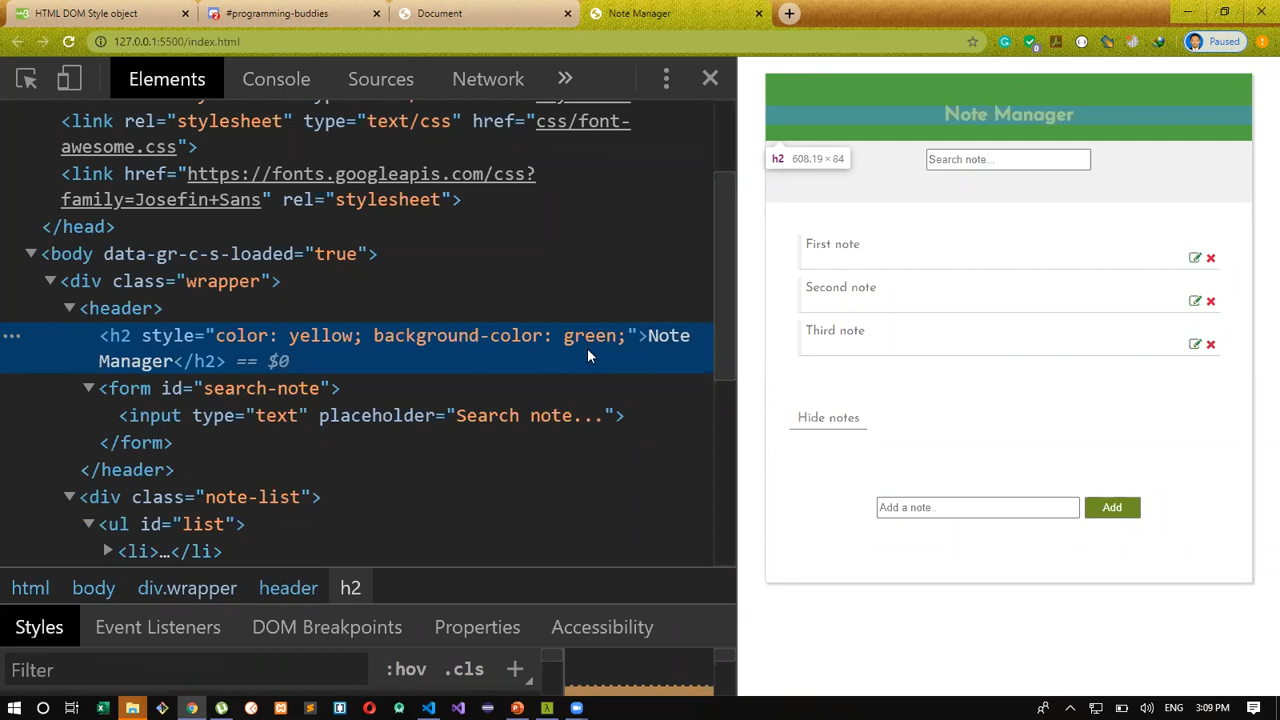 HTML DOM Style object
#programming-buddies
Document
Note Manager
127.0.0.1:5500/index.html
Paused
Elements
Console
Sources
Network
<link rel="stylesheet" type="text/css" href="css/font-
awesome.css">
<link href="https://fonts.googleapis.com/css?
family=Josefin+Sans" rel="stylesheet">
</head>
<body data-gr-c-s-loaded="true">
<div class="wrapper">
<header>
<h2 style="color: yellow; background-color: green;">Note
Manager</h2> == $0
<form id="search-note">
<input type="text" placeholder="Search note...">
</form>
</header>
<div class="note-list">
<ul id="list">
<li>…</li>
html body div.wrapper header h2
Styles Event Listeners DOM Breakpoints Properties Accessibility
Filter
:hov .cls
Note Manager
h2 608.19 × 84
Search note...
First note
Second note
Third note
Hide notes
Add a note..
Add
ENG 3:09 PM